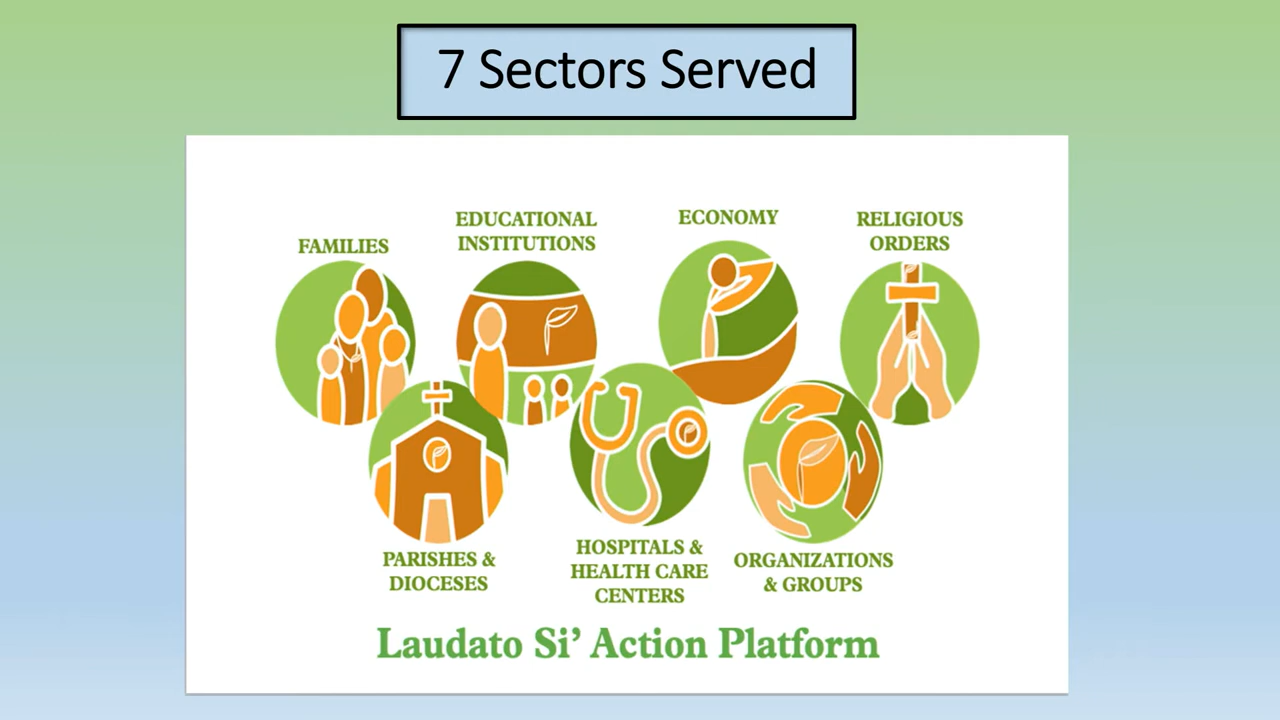 7 Sectors Served
FAMILIES
EDUCATIONAL
INSTITUTIONS
ECONOMY
RELIGIOUS
ORDERS
PARISHES &
DIOCESES
HOSPITALS &
HEALTH CARE
CENTERS
ORGANIZATIONS
& GROUPS
Laudato Si’ Action Platform